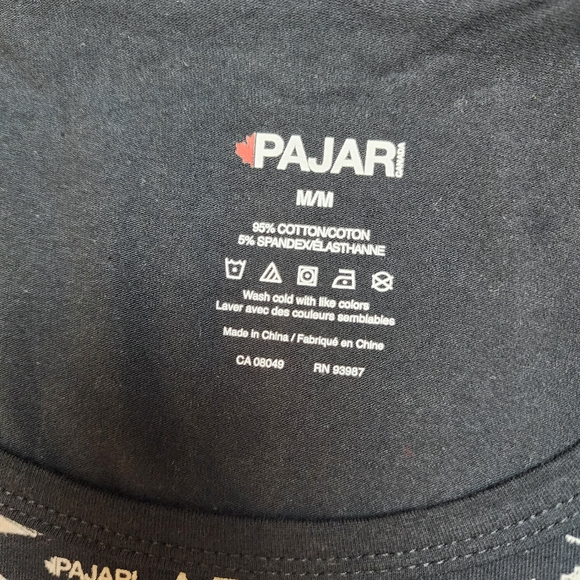 PAJAR CANADA
M/M
95% COTTON/COTON
5% SPANDEX/ÉLASTHANNE
Wash cold with like colors
Laver avec des couleurs semblables
Made in China / Fabriqué en Chine
CA 08049 RN 93987
PAJAR